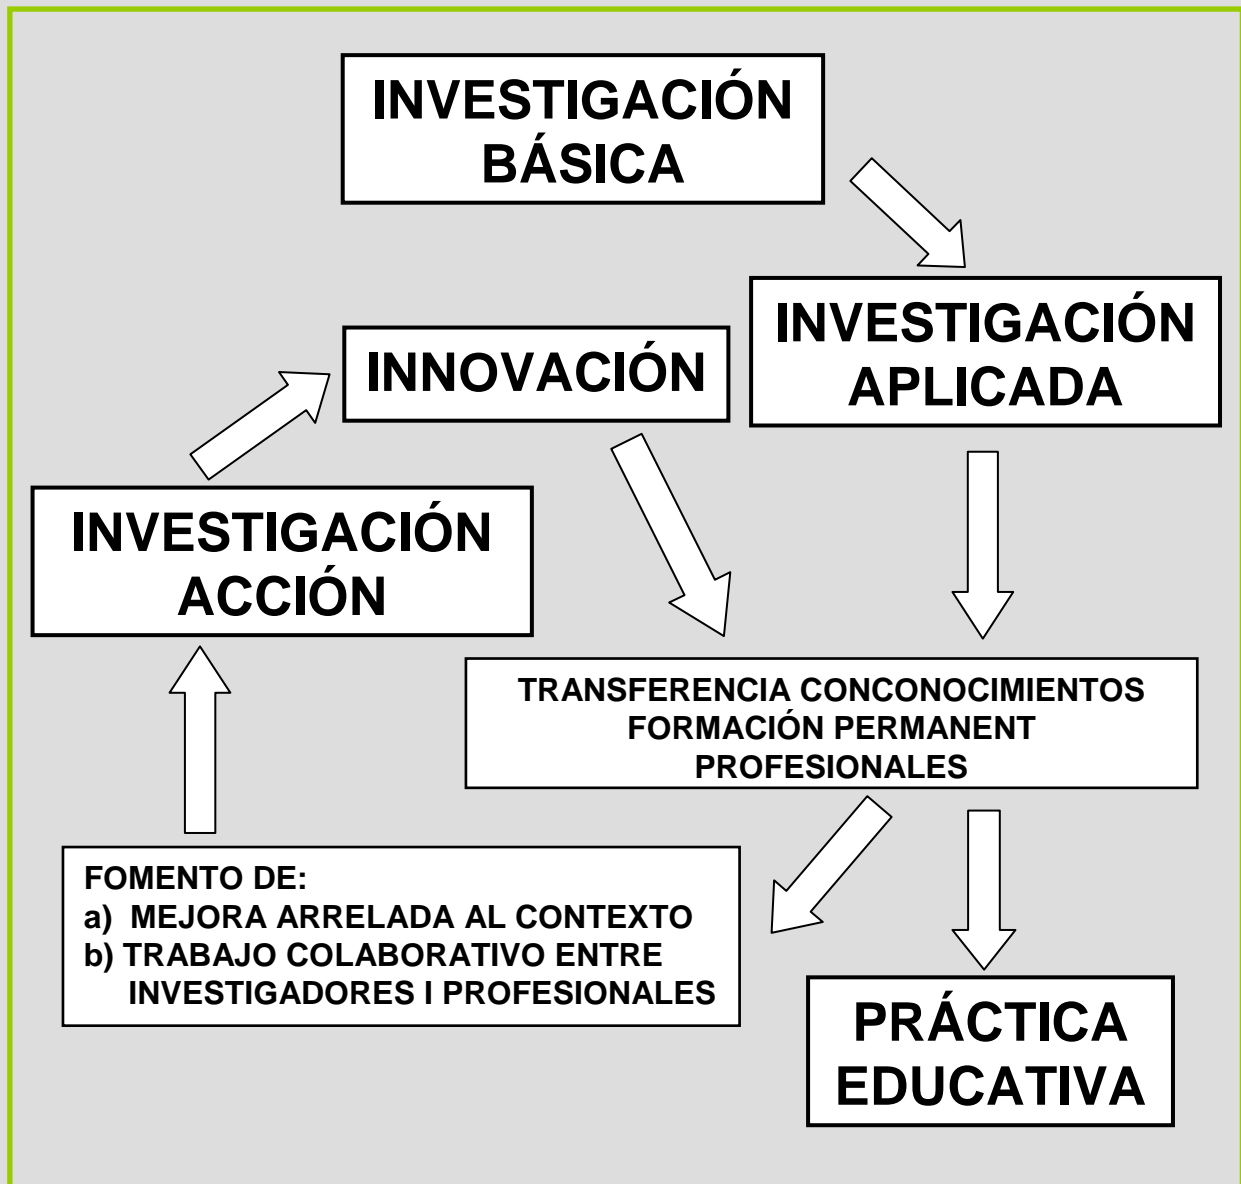 INVESTIGACIÓN
BÁSICA
INVESTIGACIÓN
APLICADA
INNOVACIÓN
INVESTIGACIÓN
ACCIÓN
TRANSFERENCIA CONCONOCIMIENTOS
FORMACIÓN PERMANENT
PROFESIONALES
FOMENTO DE:
a) MEJORA ARRELADA AL CONTEXTO
b) TRABAJO COLABORATIVO ENTRE
INVESTIGADORES I PROFESIONALES
PRÁCTICA
EDUCATIVA